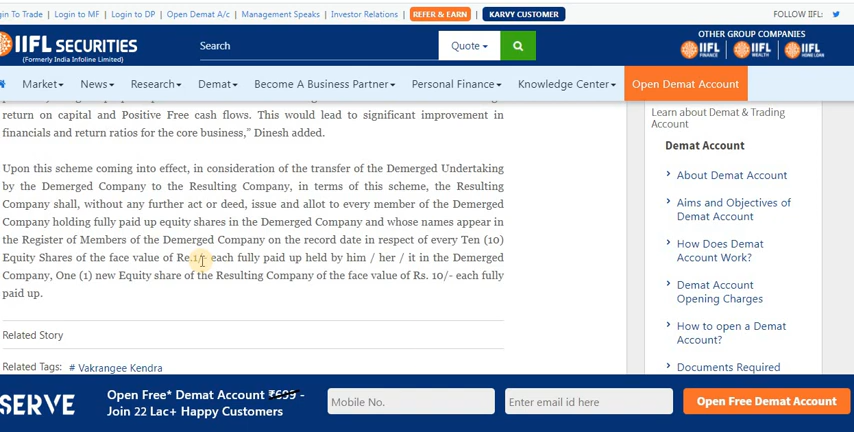 gin To Trade | Login to MF | Login to DP | Open Demat A/c | Management Speaks | Investor Relations | REFER & EARN | KARVY CUSTOMER FOLLOW IIFL:
IIFL SECURITIES
(Formerly India Infoline Limited)
Search
Quote
OTHER GROUP COMPANIES
IIFL FINANCE IIFL WEALTH IIFL HOME LOAN
Market News Research Demat Become A Business Partner Personal Finance Knowledge Center Open Demat Account
return on capital and Positive Free cash flows. This would lead to significant improvement in
financials and return ratios for the core business,” Dinesh added.
Upon this scheme coming into effect, in consideration of the transfer of the Demerged Undertaking
by the Demerged Company to the Resulting Company, in terms of this scheme, the Resulting
Company shall, without any further act or deed, issue and allot to every member of the Demerged
Company holding fully paid up equity shares in the Demerged Company and whose names appear in
the Register of Members of the Demerged Company on the record date in respect of every Ten (10)
Equity Shares of the face value of Re.1/- each fully paid up held by him / her / it in the Demerged
Company, One (1) new Equity share of the Resulting Company of the face value of Rs. 10/- each fully
paid up.
Related Story
Related Tags: # Vakrangee Kendra
Learn about Demat & Trading
Account
Demat Account
About Demat Account
Aims and Objectives of
Demat Account
How Does Demat
Account Work?
Demat Account
Opening Charges
How to open a Demat
Account?
Documents Required
SERVE
Open Free* Demat Account ₹699 -
Join 22 Lac+ Happy Customers
Mobile No.
Enter email id here
Open Free Demat Account